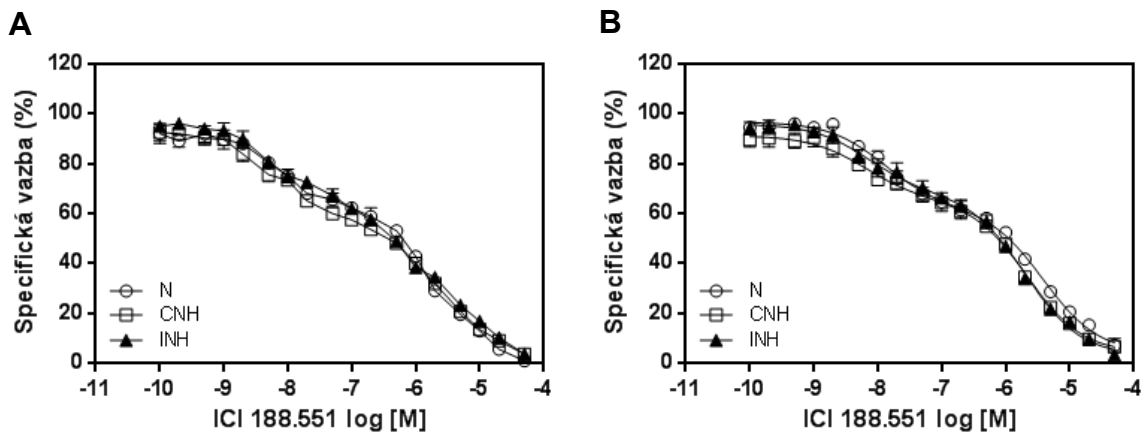 A
Specifická vazba (%)
120
100
80
60
40
20
0
N
CNH
INH
-11 -10 -9 -8 -7 -6 -5 -4
ICI 188.551 log [M]
B
Specifická vazba (%)
120
100
80
60
40
20
0
N
CNH
INH
-11 -10 -9 -8 -7 -6 -5 -4
ICI 188.551 log [M]